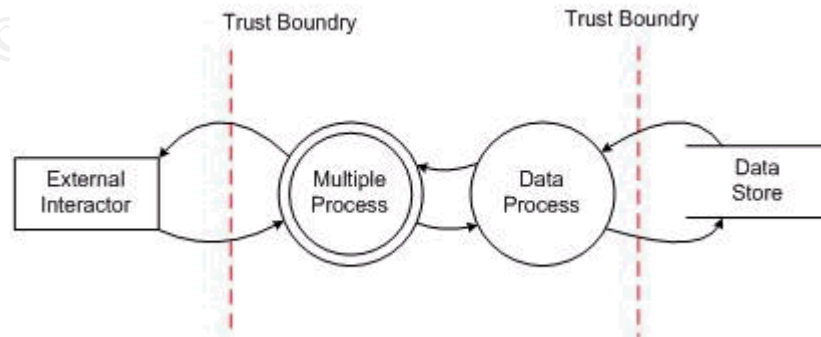 Trust Boundry
Trust Boundry
External
Interactor
Multiple
Process
Data
Process
Data
Store